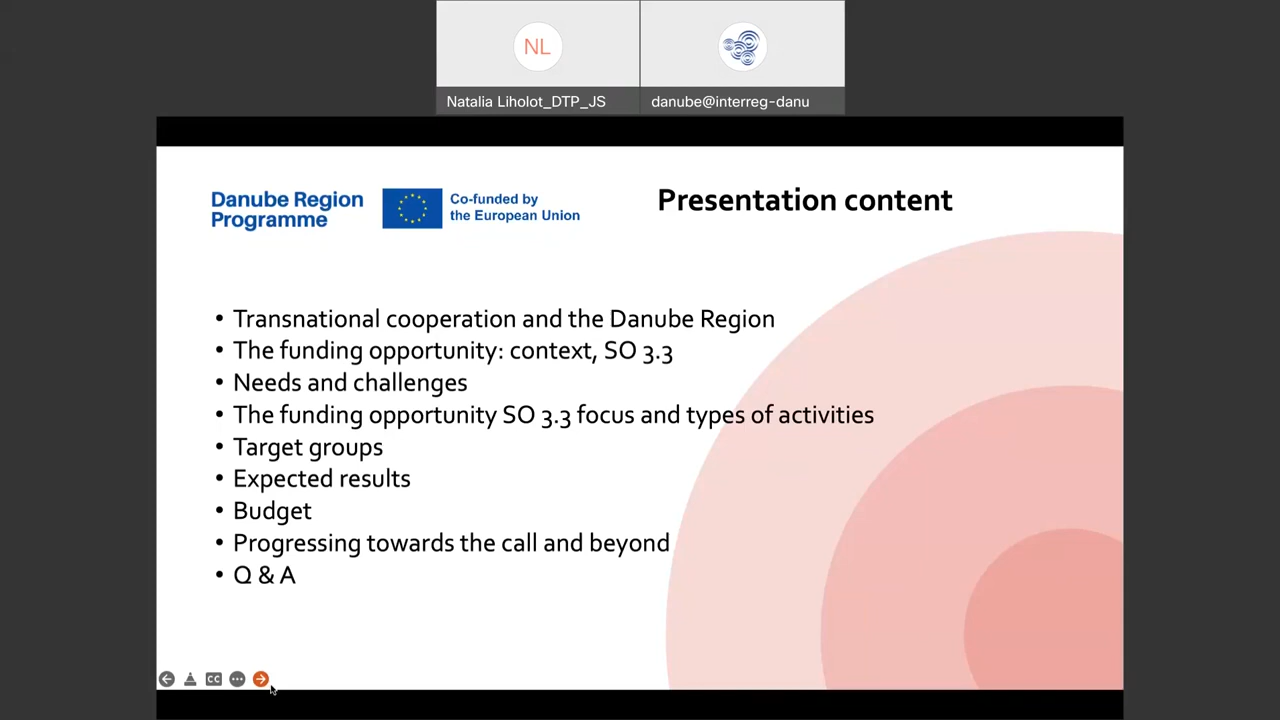 NL
Natalia Liholot_DTP_JS
danube@interreg-danu
Danube Region
Programme
Co-funded by
the European Union
Presentation content
• Transnational cooperation and the Danube Region
• The funding opportunity: context, SO 3.3
• Needs and challenges
• The funding opportunity SO 3.3 focus and types of activities
• Target groups
• Expected results
• Budget
• Progressing towards the call and beyond
• Q & A
CC